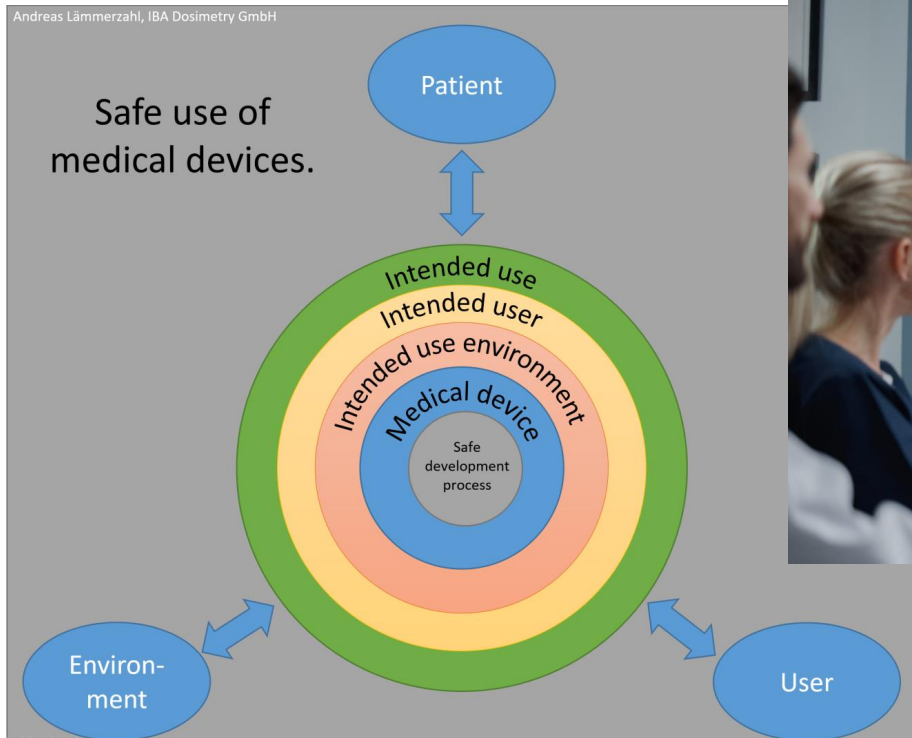 Andreas Lämmerzahl, IBA Dosimetry GmbH
Safe use of
medical devices.
Patient
Intended use
Intended user
Intended use environment
Medical device
Safe
development
process
Environ-
ment
User